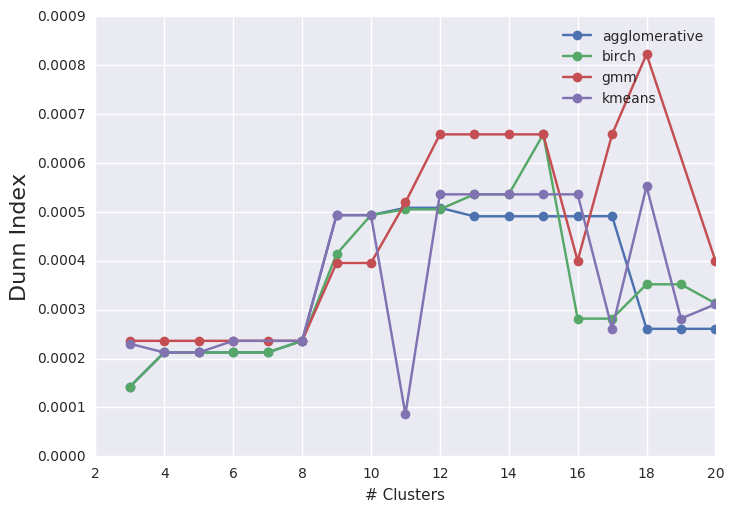 0.0009
0.0008
0.0007
0.0006
0.0005
0.0004
0.0003
0.0002
0.0001
0.0000
Dunn Index
agglomerative
birch
gmm
kmeans
2 4 6 8 10 12 14 16 18 20
# Clusters